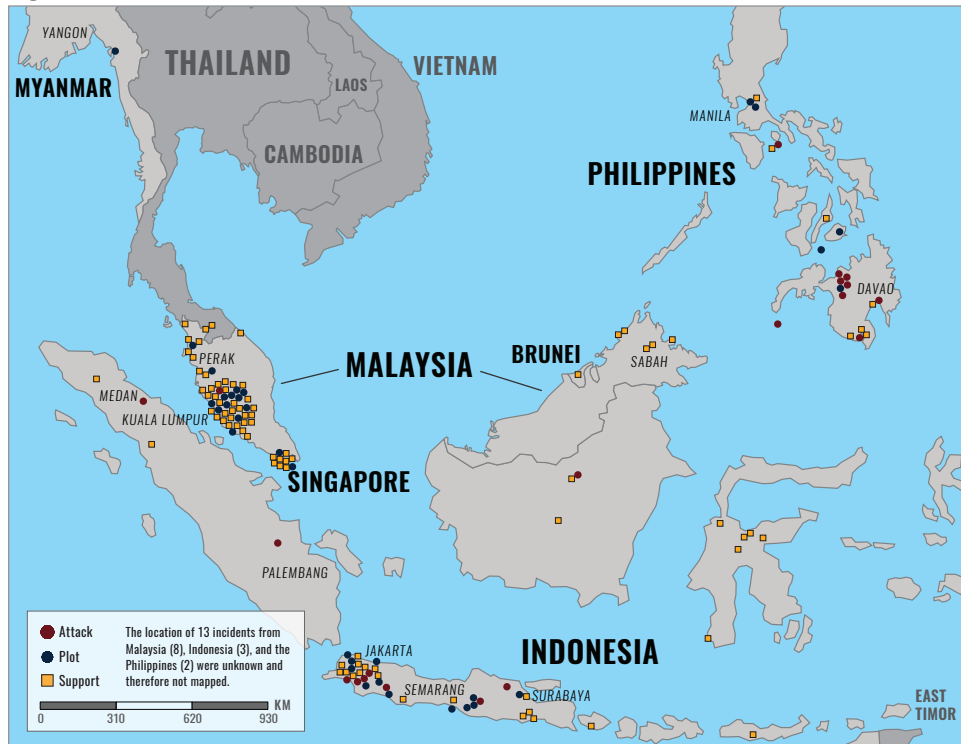 YANGON
MYANMAR
THAILAND
LAOS
VIETNAM
CAMBODIA
MANILA
PHILIPPINES
DAVAO
PERAK
MALAYSIA
BRUNEI
SABAH
MEDAN
KUALA LUMPUR
SINGAPORE
PALEMBANG
INDONESIA
JAKARTA
SEMARANG
SURABAYA
EAST
TIMOR
Attack
Plot
Support
The location of 13 incidents from
Malaysia (8), Indonesia (3), and the
Philippines (2) were unknown and
therefore not mapped.
KM
0 310 620 930